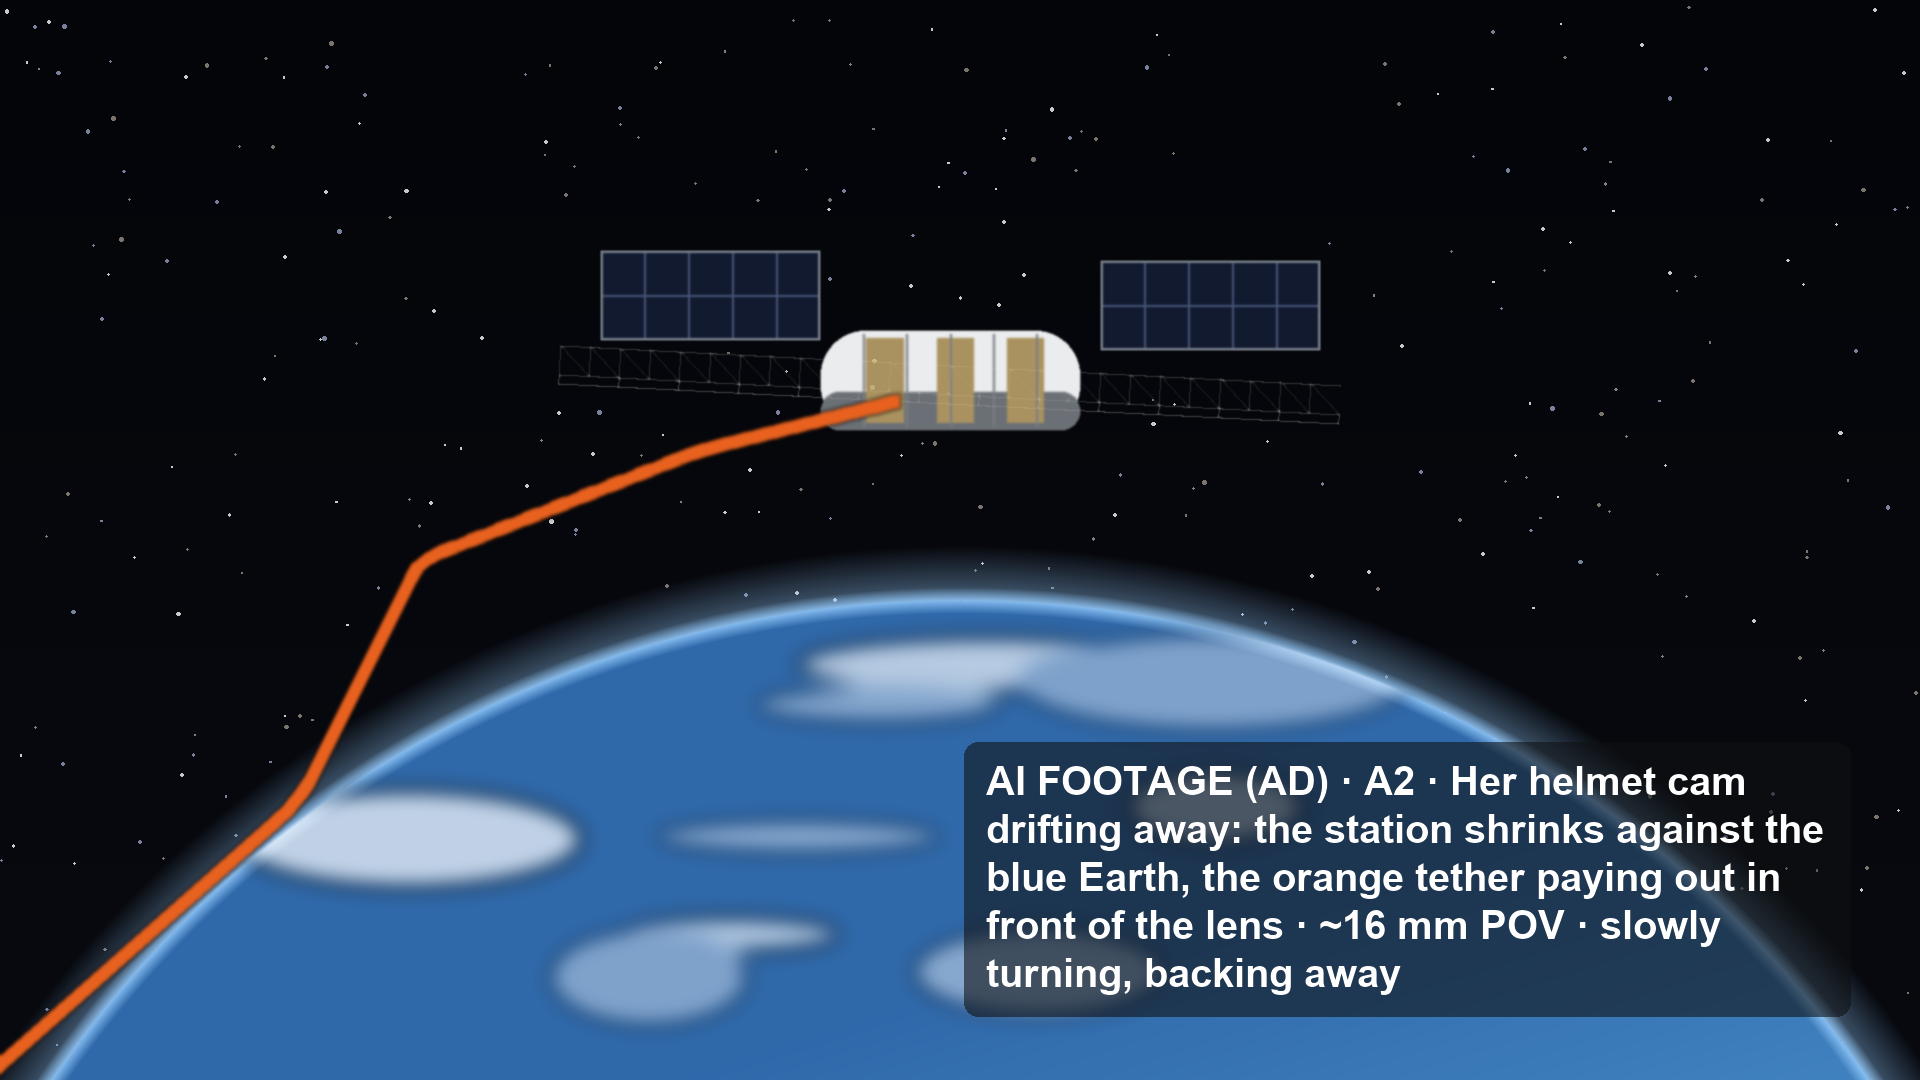 AI FOOTAGE (AD) · A2 · Her helmet cam
drifting away: the station shrinks against the
blue Earth, the orange tether paying out in
front of the lens · ~16 mm POV · slowly
turning, backing away